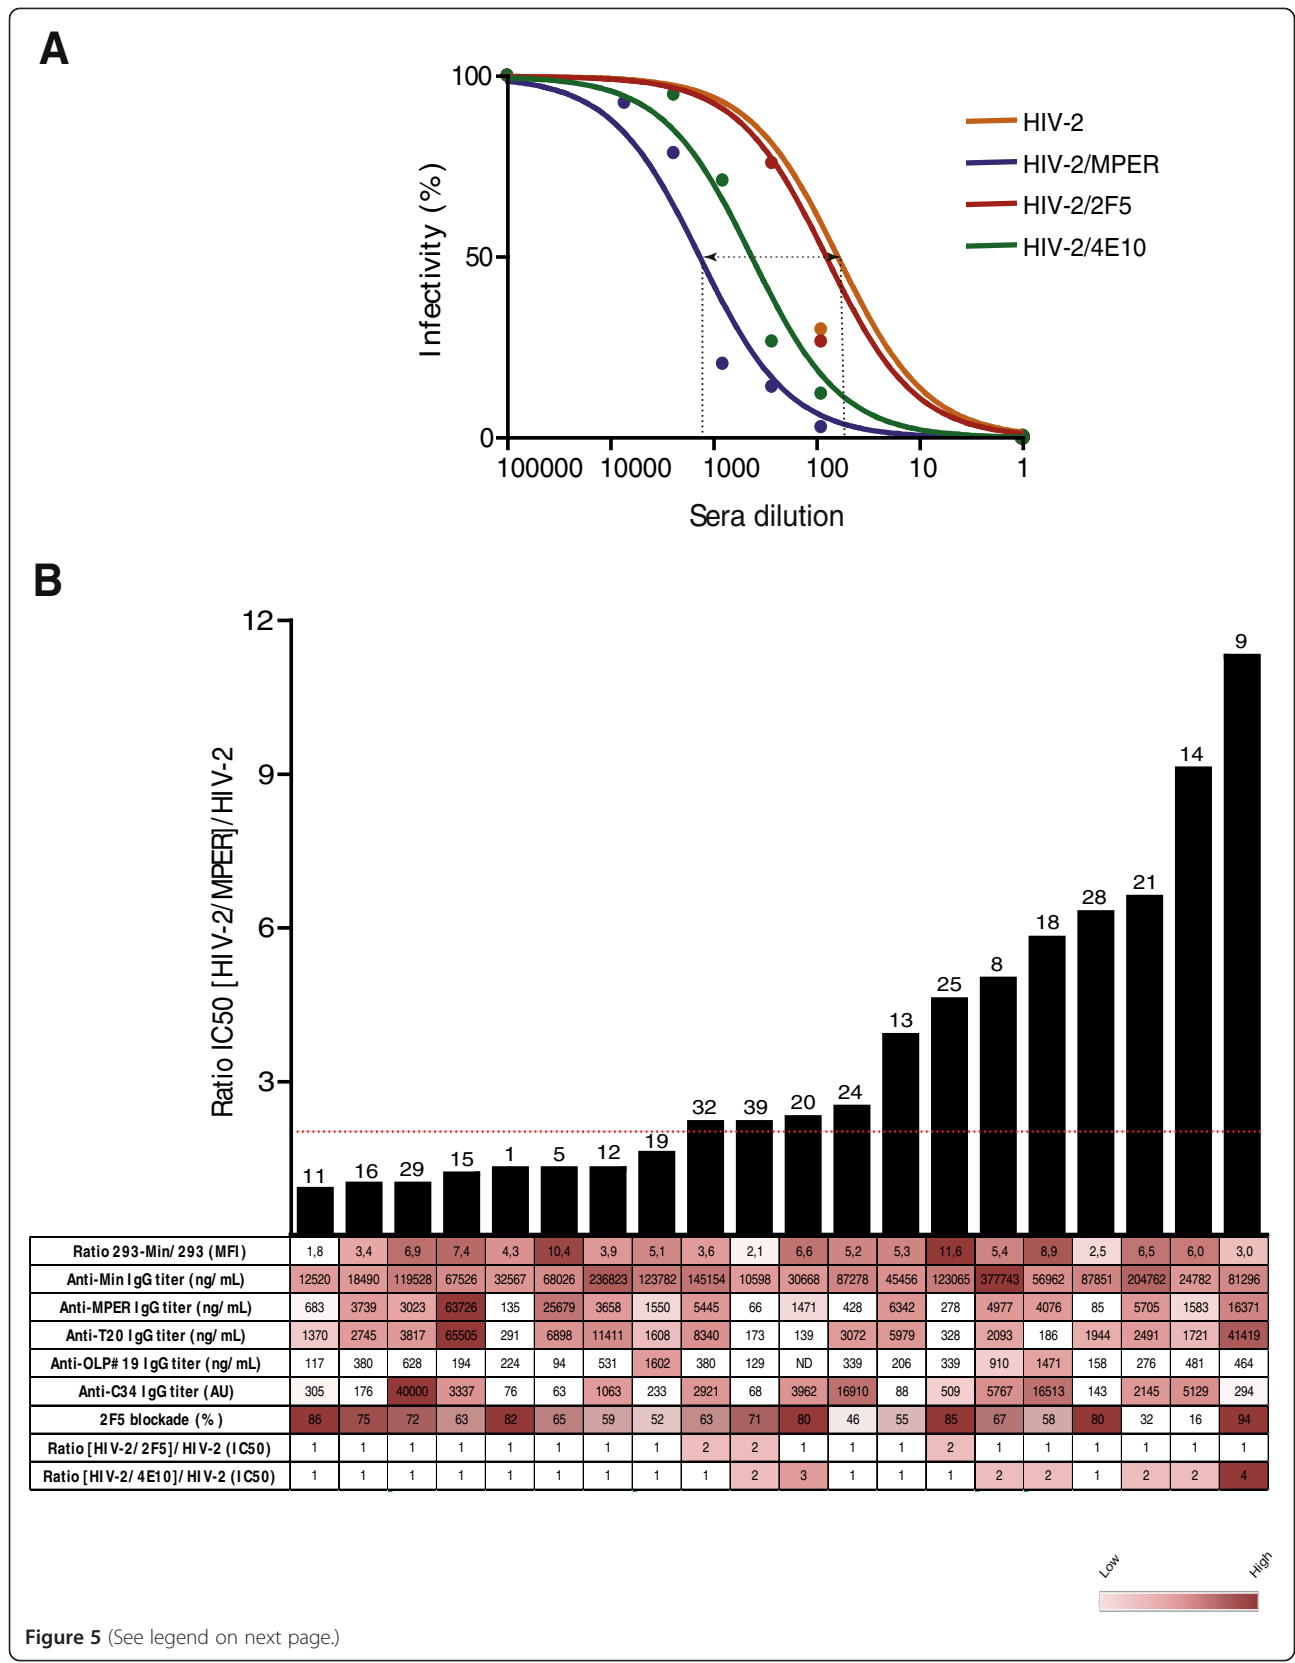 A
100
50
0
Infectivity (%)
100000 10000 1000 100 10 1
Sera dilution
HIV-2
HIV-2/MPER
HIV-2/2F5
HIV-2/4E10
B
12
9
6
3
Ratio IC50 [HIV-2/MPER]/HIV-2
11 16 29 15 1 5 12 19 32 39 20 24 13 25 8 18 28 21 14 9
Ratio 293-Min/293 (MFI) 1,8 3,4 6,9 7,4 4,3 10,4 3,9 5,1 3,6 2,1 6,6 5,2 5,3 11,6 5,4 8,9 2,5 6,5 6,0 3,0
Anti-Min IgG titer (ng/mL) 12520 18490 119528 67526 32567 68026 236823 123782 145154 10598 30668 87278 45456 123065 377743 56962 87851 204762 24782 81296
Anti-MPER IgG titer (ng/mL) 683 3739 3023 63726 135 25679 3658 1550 5445 66 1471 428 6342 278 4977 4076 85 5705 1583 16371
Anti-T20 IgG titer (ng/mL) 1370 2745 3817 65505 291 6898 11411 1608 8340 173 139 3072 5979 328 2093 186 1944 2491 1721 41419
Anti-OLP#19 IgG titer (ng/mL) 117 380 628 194 224 94 531 1602 380 129 ND 339 206 339 910 1471 158 276 481 464
Anti-C34 IgG titer (AU) 305 176 40000 3337 76 63 1063 233 2921 68 3962 16910 88 509 5767 16513 143 2145 5129 294
2F5 blockade (%) 86 75 72 63 82 65 59 52 63 71 80 46 55 85 67 58 80 32 16 94
Ratio [HIV-2/2F5]/HIV-2 (IC50) 1 1 1 1 1 1 1 1 2 2 1 1 1 2 1 1 1 1 1 1
Ratio [HIV-2/4E10]/HIV-2 (IC50) 1 1 1 1 1 1 1 1 1 2 3 1 1 1 2 2 1 2 2 4
Low High
Figure 5 (See legend on next page.)